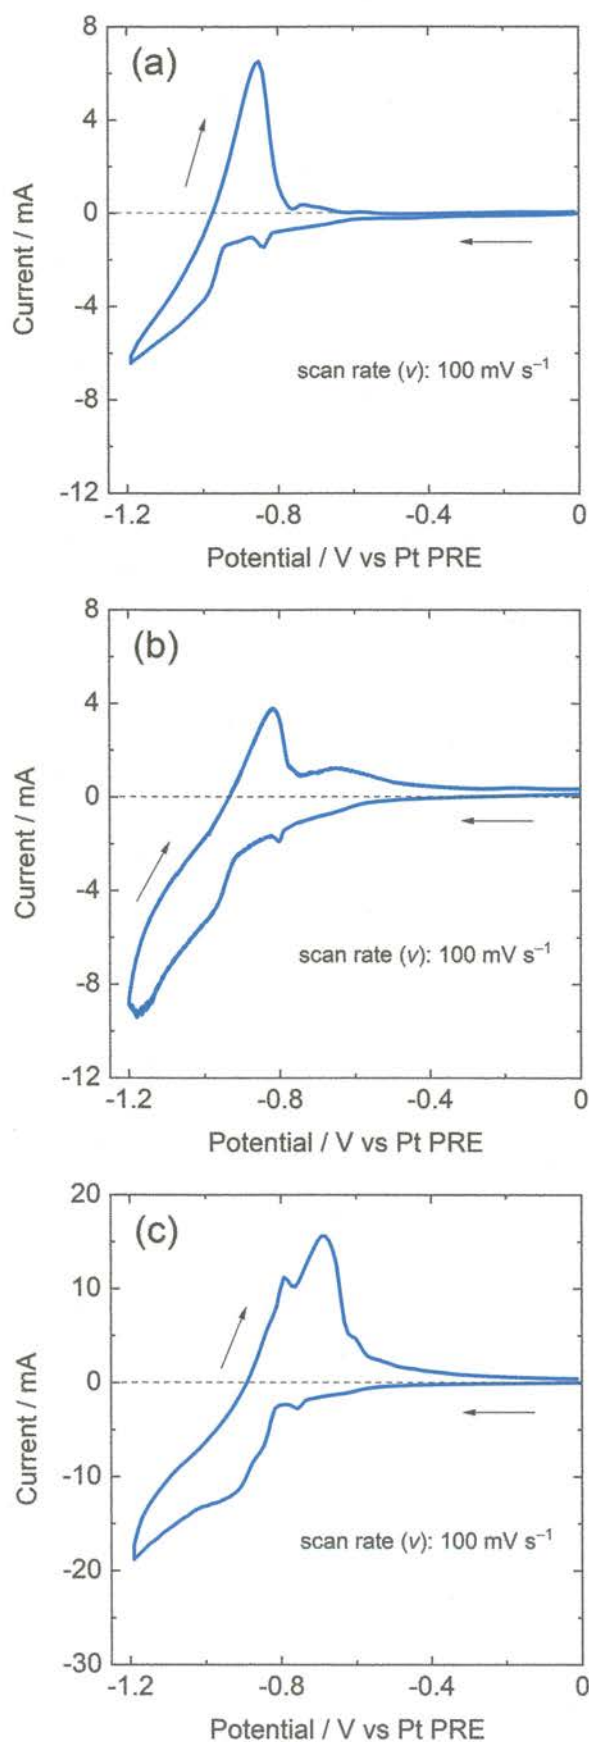 (a)
8
4
0
-4
-8
-12
Current / mA
scan rate (v): 100 mV s⁻¹
-1.2 -0.8 -0.4 0
Potential / V vs Pt PRE
(b)
8
4
0
-4
-8
-12
Current / mA
scan rate (v): 100 mV s⁻¹
-1.2 -0.8 -0.4 0
Potential / V vs Pt PRE
(c)
20
10
0
-10
-20
-30
Current / mA
scan rate (v): 100 mV s⁻¹
-1.2 -0.8 -0.4 0
Potential / V vs Pt PRE